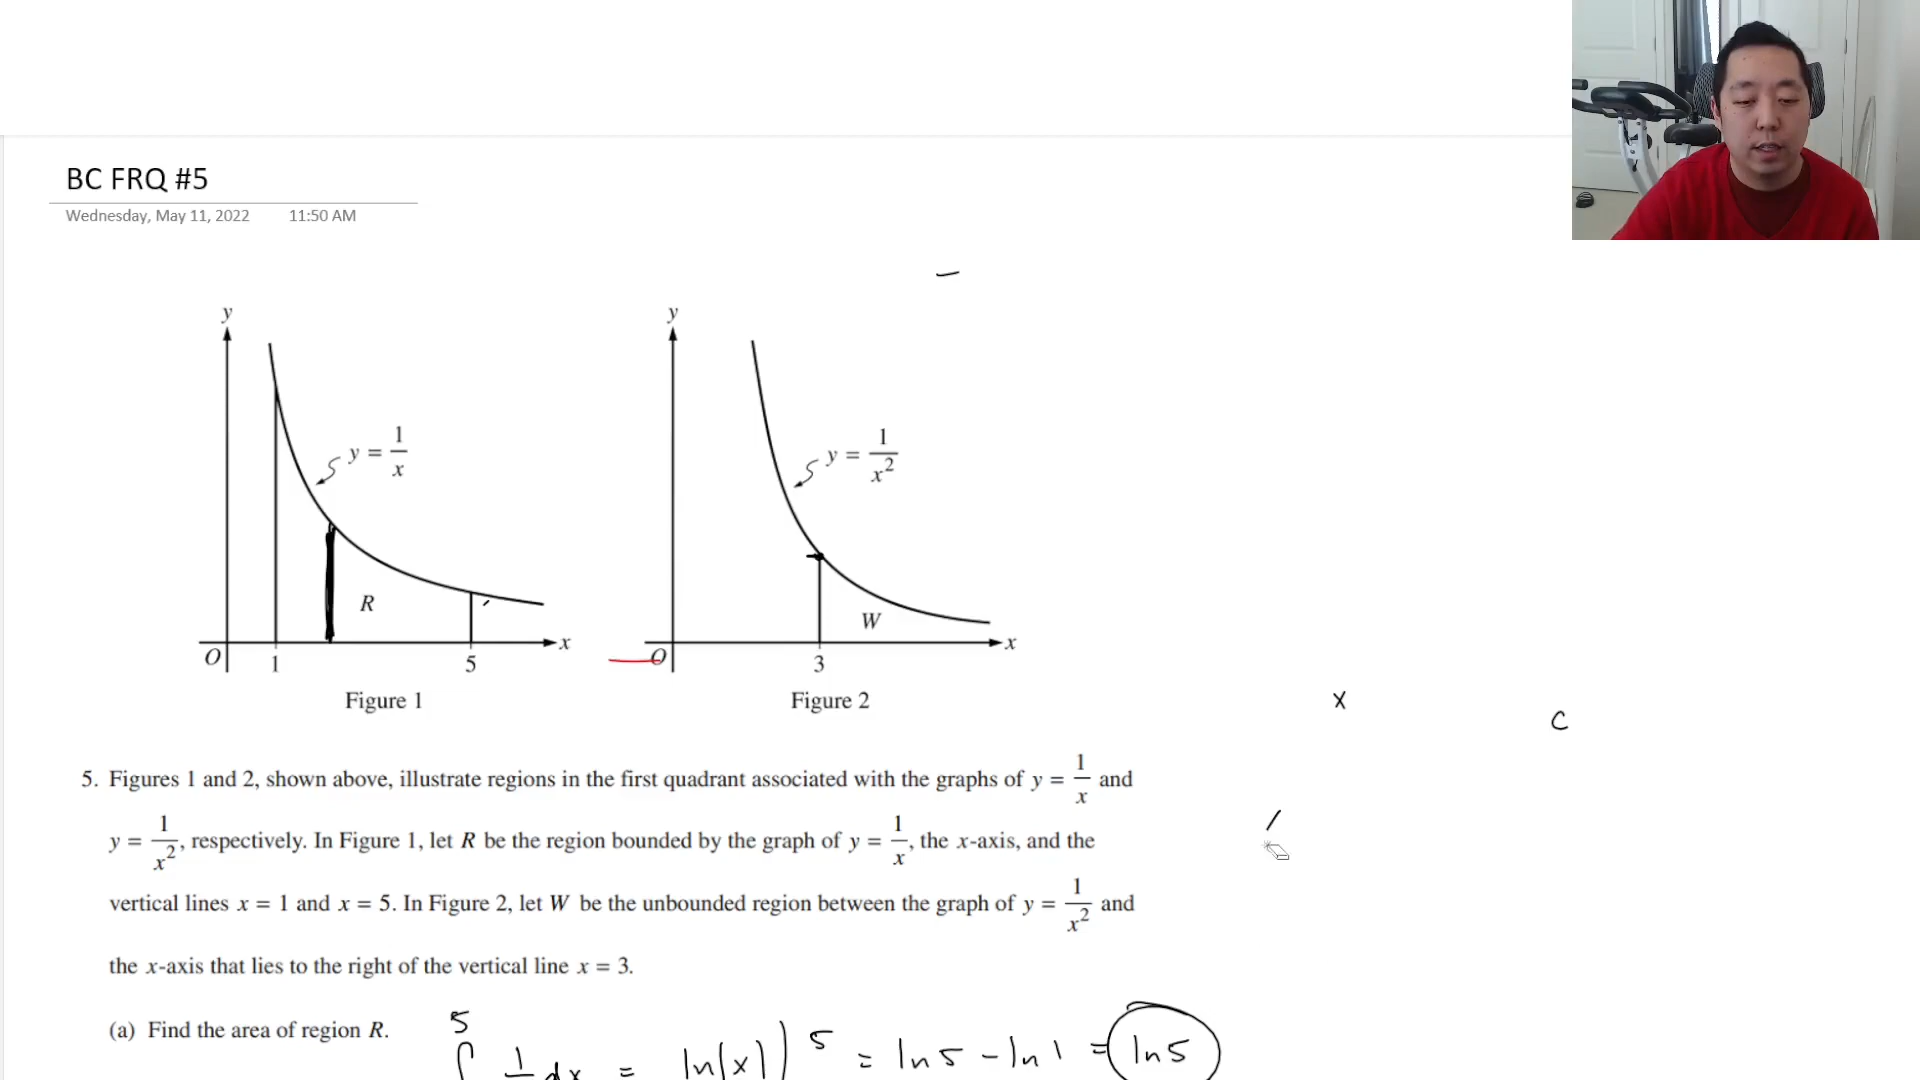 BC FRQ #5
Wednesday, May 11, 2022 11:50 AM
y
y = 1/x
R
O 1 5 x
Figure 1
y
y = 1/x²
W
O 3 x
Figure 2
x
c
5. Figures 1 and 2, shown above, illustrate regions in the first quadrant associated with the graphs of y = 1/x and
y = 1/x², respectively. In Figure 1, let R be the region bounded by the graph of y = 1/x, the x-axis, and the
vertical lines x = 1 and x = 5. In Figure 2, let W be the unbounded region between the graph of y = 1/x² and
the x-axis that lies to the right of the vertical line x = 3.
(a) Find the area of region R.
5
∫ 1 dx = ln(x)) 5 = ln5 - ln1 = ln5